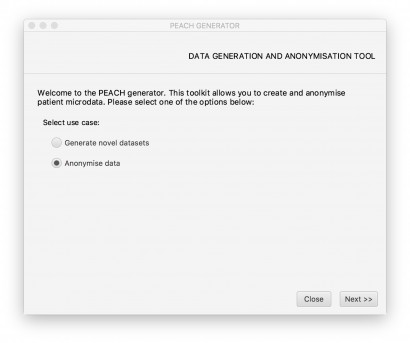 PEACH GENERATOR
DATA GENERATION AND ANONYMISATION TOOL
Welcome to the PEACH generator. This toolkit allows you to create and anonymise
patient microdata. Please select one of the options below:
Select use case:
Generate novel datasets
Anonymise data
Close
Next >>